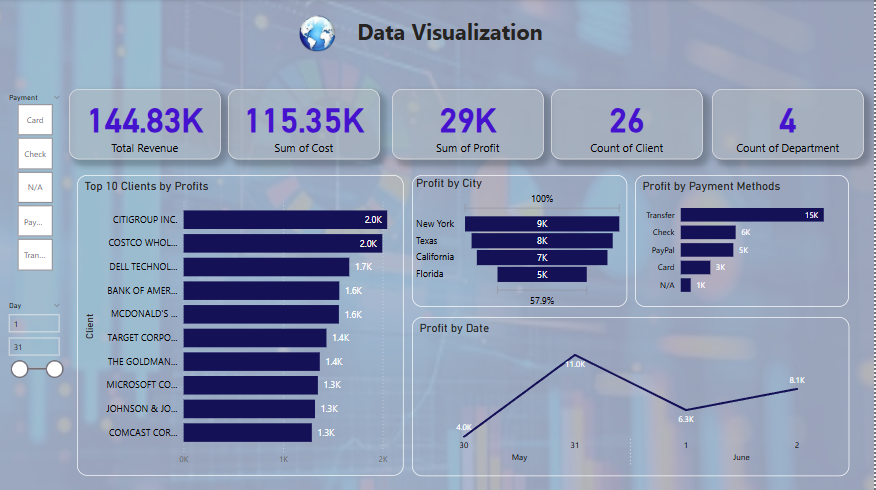 Data Visualization
Payment
Card
Check
N/A
Pay...
Tran...
Day
1
31
144.83K
Total Revenue
115.35K
Sum of Cost
29K
Sum of Profit
26
Count of Client
4
Count of Department
Top 10 Clients by Profits
Client
CITIGROUP INC. 2.0K
COSTCO WHOL... 2.0K
DELL TECHNOL... 1.7K
BANK OF AMER... 1.6K
MCDONALD'S ... 1.6K
TARGET CORPO... 1.4K
THE GOLDMAN... 1.4K
MICROSOFT CO... 1.3K
JOHNSON & JO... 1.3K
COMCAST COR... 1.3K
0K 1K 2K
Profit by City
100%
New York 9K
Texas 8K
California 7K
Florida 5K
57.9%
Profit by Payment Methods
Transfer 15K
Check 6K
PayPal 5K
Card 3K
N/A 1K
Profit by Date
4.0K 11.0K 6.3K 8.1K
30 31 1 2
May June